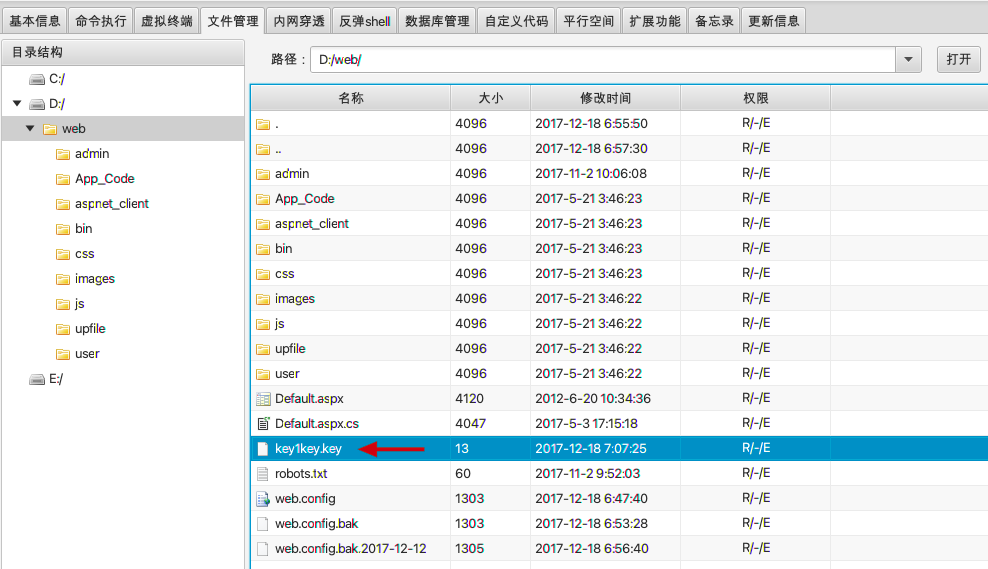 基本信息 命令执行 虚拟终端 文件管理 内网穿透 反弹shell 数据库管理 自定义代码 平行空间 扩展功能 备忘录 更新信息
目录结构
C:/
D:/
web
admin
App_Code
aspnet_client
bin
css
images
js
upfile
user
E:/
路径： D:/web/ 打开
名称 大小 修改时间 权限
. 4096 2017-12-18 6:55:50 R/-/E
.. 4096 2017-12-18 6:57:30 R/-/E
admin 4096 2017-11-2 10:06:08 R/-/E
App_Code 4096 2017-5-21 3:46:23 R/-/E
aspnet_client 4096 2017-5-21 3:46:23 R/-/E
bin 4096 2017-5-21 3:46:23 R/-/E
css 4096 2017-5-21 3:46:23 R/-/E
images 4096 2017-5-21 3:46:22 R/-/E
js 4096 2017-5-21 3:46:22 R/-/E
upfile 4096 2017-5-21 3:46:22 R/-/E
user 4096 2017-5-21 3:46:22 R/-/E
Default.aspx 4120 2012-6-20 10:34:36 R/-/E
Default.aspx.cs 4047 2017-5-3 17:15:18 R/-/E
key1key.key 13 2017-12-18 7:07:25 R/-/E
robots.txt 60 2017-11-2 9:52:03 R/-/E
web.config 1303 2017-12-18 6:47:40 R/-/E
web.config.bak 1303 2017-12-18 6:53:28 R/-/E
web.config.bak.2017-12-12 1305 2017-12-18 6:56:40 R/-/E